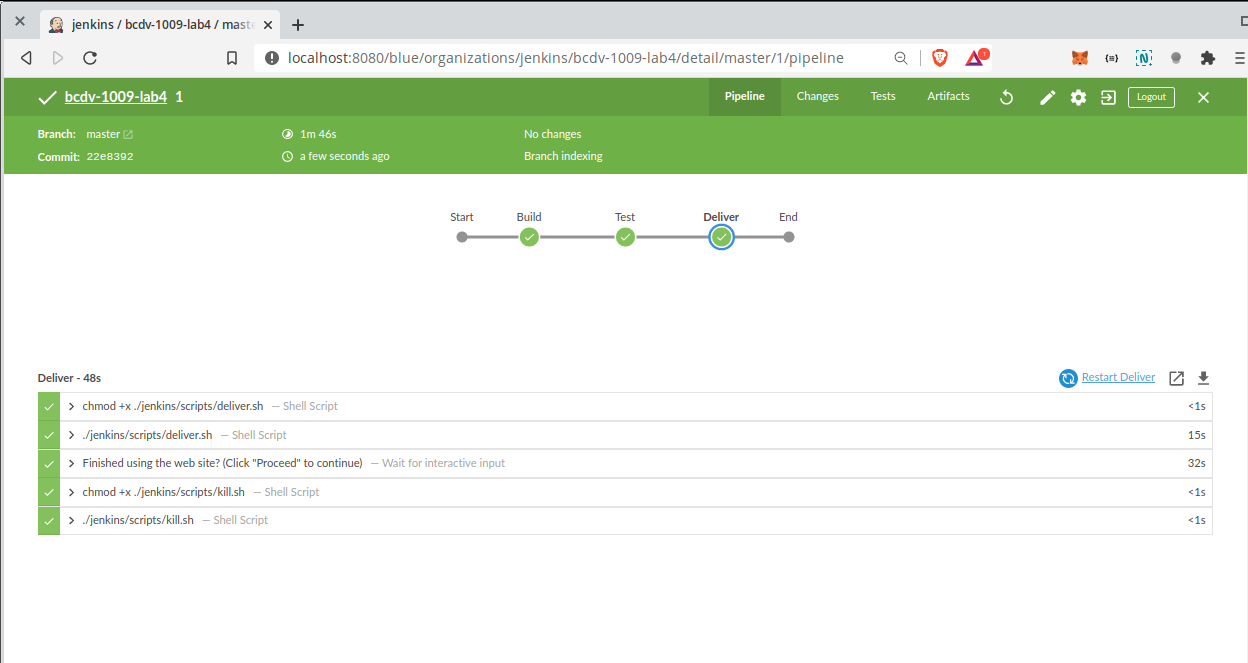 jenkins / bcdv-1009-lab4 / mast
localhost:8080/blue/organizations/jenkins/bcdv-1009-lab4/detail/master/1/pipeline
1
bcdv-1009-lab4 1
Pipeline Changes Tests Artifacts Logout
Branch: master 1m 46s No changes
Commit: 22e8392 a few seconds ago Branch indexing
Start Build Test Deliver End
Deliver - 48s Restart Deliver
chmod +x ./jenkins/scripts/deliver.sh — Shell Script <1s
./jenkins/scripts/deliver.sh — Shell Script 15s
Finished using the web site? (Click "Proceed" to continue) — Wait for interactive input 32s
chmod +x ./jenkins/scripts/kill.sh — Shell Script <1s
./jenkins/scripts/kill.sh — Shell Script <1s